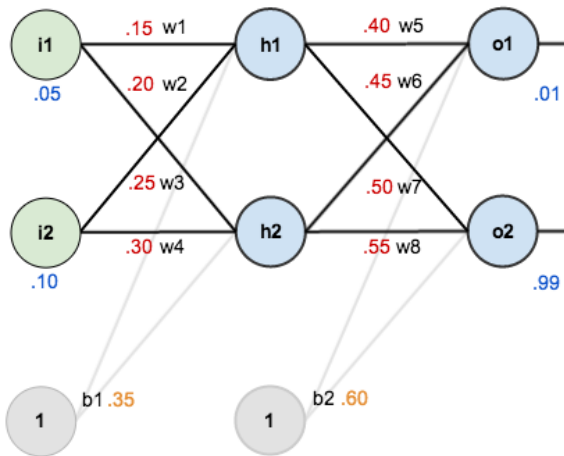 i1 .15 w1 h1 .40 w5 o1
.05 .20 w2 .45 w6 .01
.25 w3 .50 w7
i2 .30 w4 h2 .55 w8 o2
.10 .99
b1 .35 b2 .60
1 1